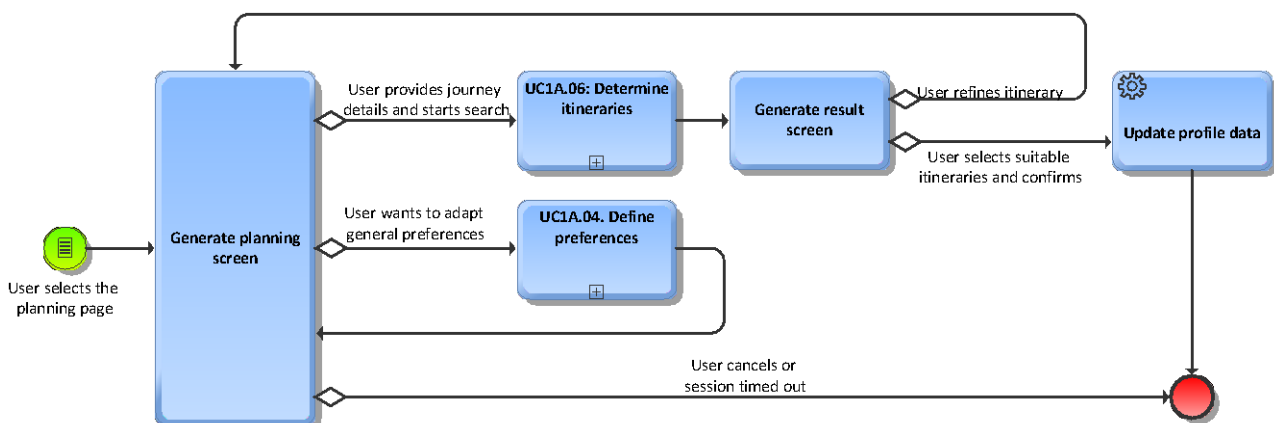 User provides journey
details and starts search
UC1A.06: Determine
itineraries
Generate result
screen
User refines itinerary
Update profile data
User selects suitable
itineraries and confirms
User selects the
planning page
Generate planning
screen
User wants to adapt
general preferences
UC1A.04. Define
preferences
User cancels or
session timed out